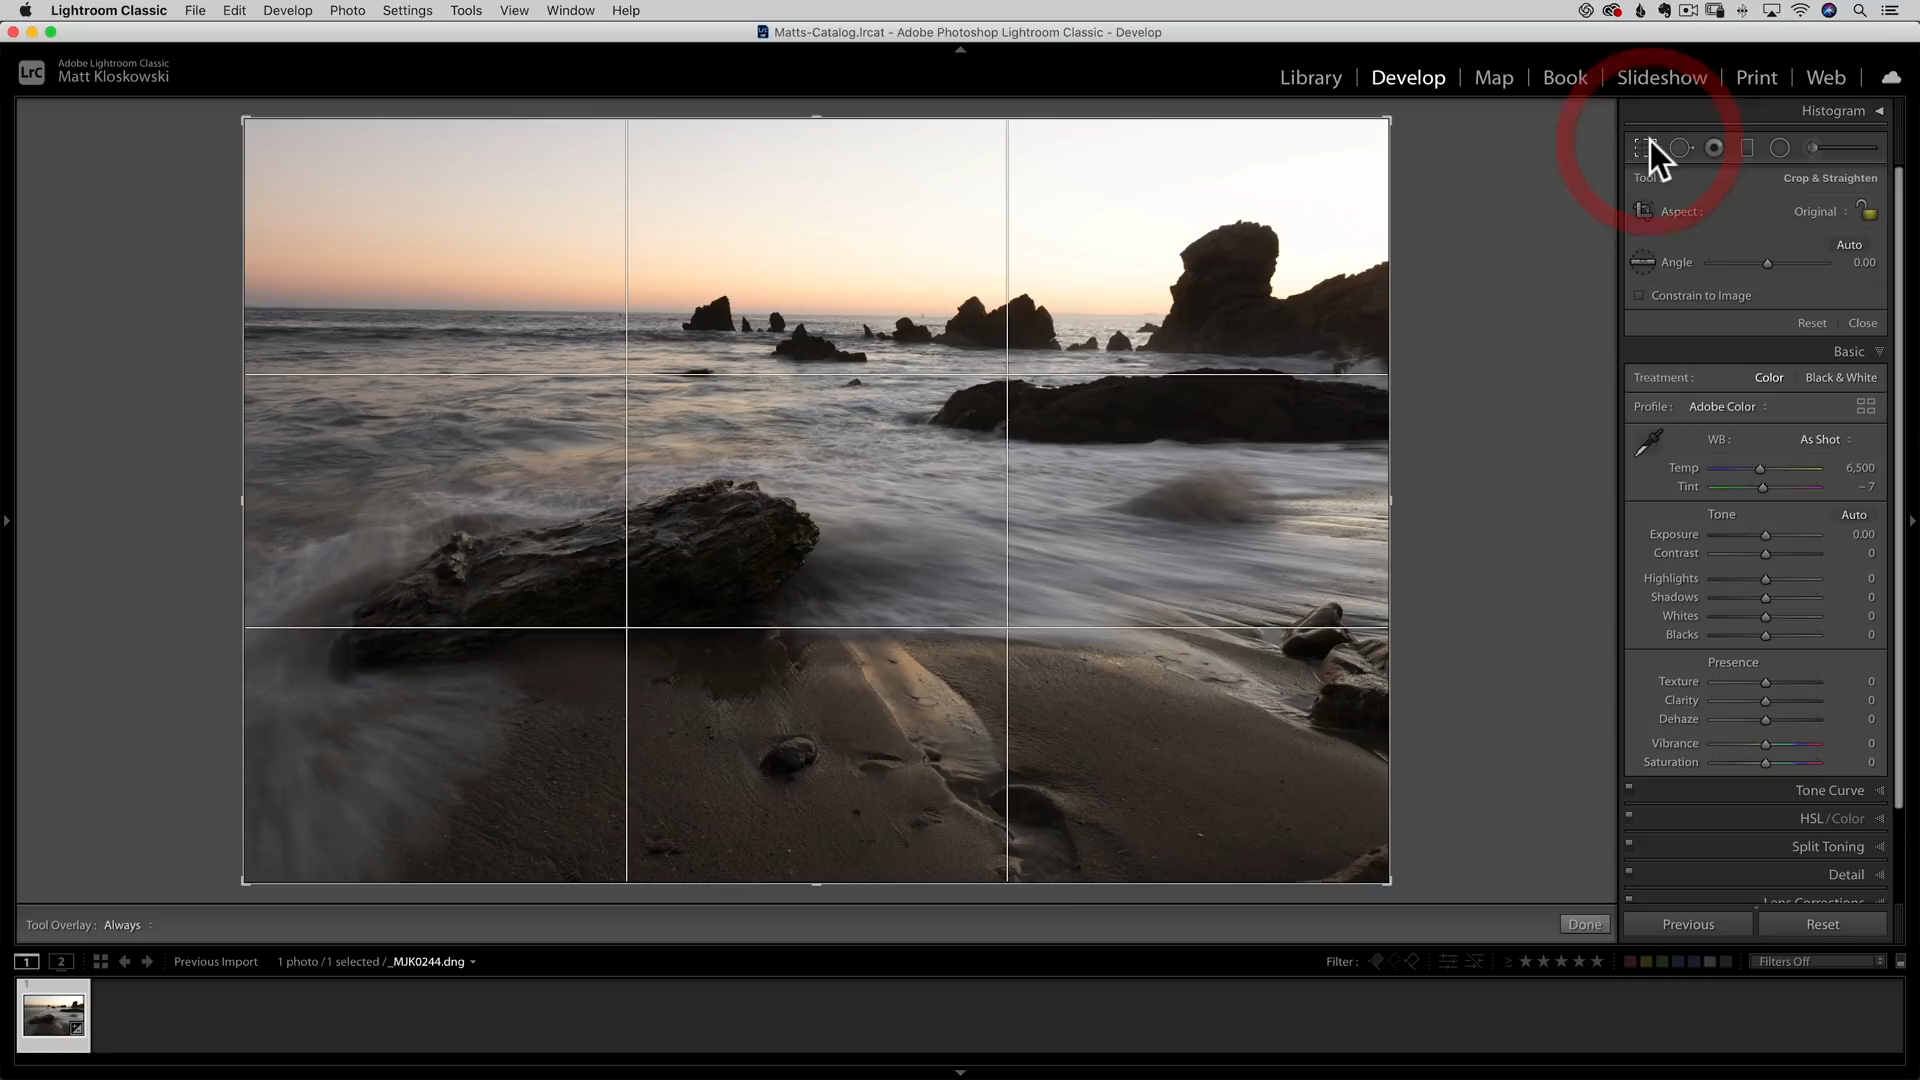 Lightroom Classic File Edit Develop Photo Settings Tools View Window Help
Matts-Catalog.lrcat - Adobe Photoshop Lightroom Classic - Develop
LrC
Adobe Lightroom Classic
Matt Kloskowski
Library | Develop | Map | Book | Slideshow | Print | Web
Histogram
Crop & Straighten
Aspect : Original
Auto
Angle 0.00
Constrain to Image
Reset Close
Basic
Treatment : Color Black & White
Profile : Adobe Color
WB : As Shot
Temp 6,500
Tint – 7
Tone Auto
Exposure 0.00
Contrast 0
Highlights 0
Shadows 0
Whites 0
Blacks 0
Presence
Texture 0
Clarity 0
Dehaze 0
Vibrance 0
Saturation 0
Tone Curve
HSL / Color
Split Toning
Detail
Lens Corrections
Previous Reset
Tool Overlay : Always Done
1 2 Previous Import 1 photo / 1 selected / _MJK0244.dng Filter : ≥ ★ ★ ★ ★ ★ Filters Off
1